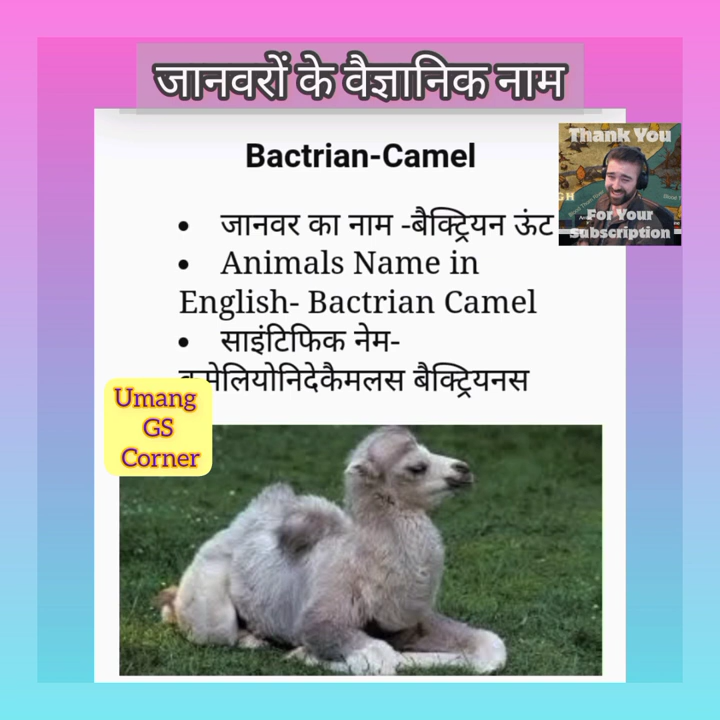 जानवरों के वैज्ञानिक नाम
Bactrian-Camel
Thank You
For Your
Subscription
• जानवर का नाम -बैक्ट्रियन ऊंट
• Animals Name in
English- Bactrian Camel
• साइंटिफिक नेम-
बैक्ट्रियनस
Umang
GS
Corner